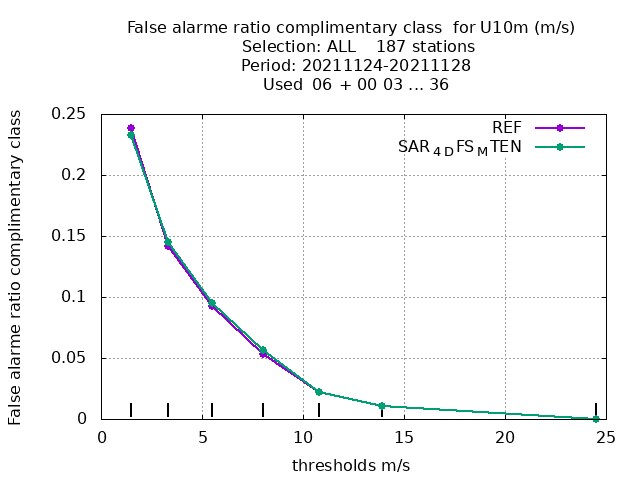 False alarme ratio complimentary class  for U10m (m/s)
Selection: ALL    187 stations
Period: 20211124-20211128
Used  06 + 00 03 ... 36
False alarme ratio complimentary class
0.25
0.2
0.15
0.1
0.05
0
REF
SAR4DFSMTEN
0 5 10 15 20 25
thresholds m/s